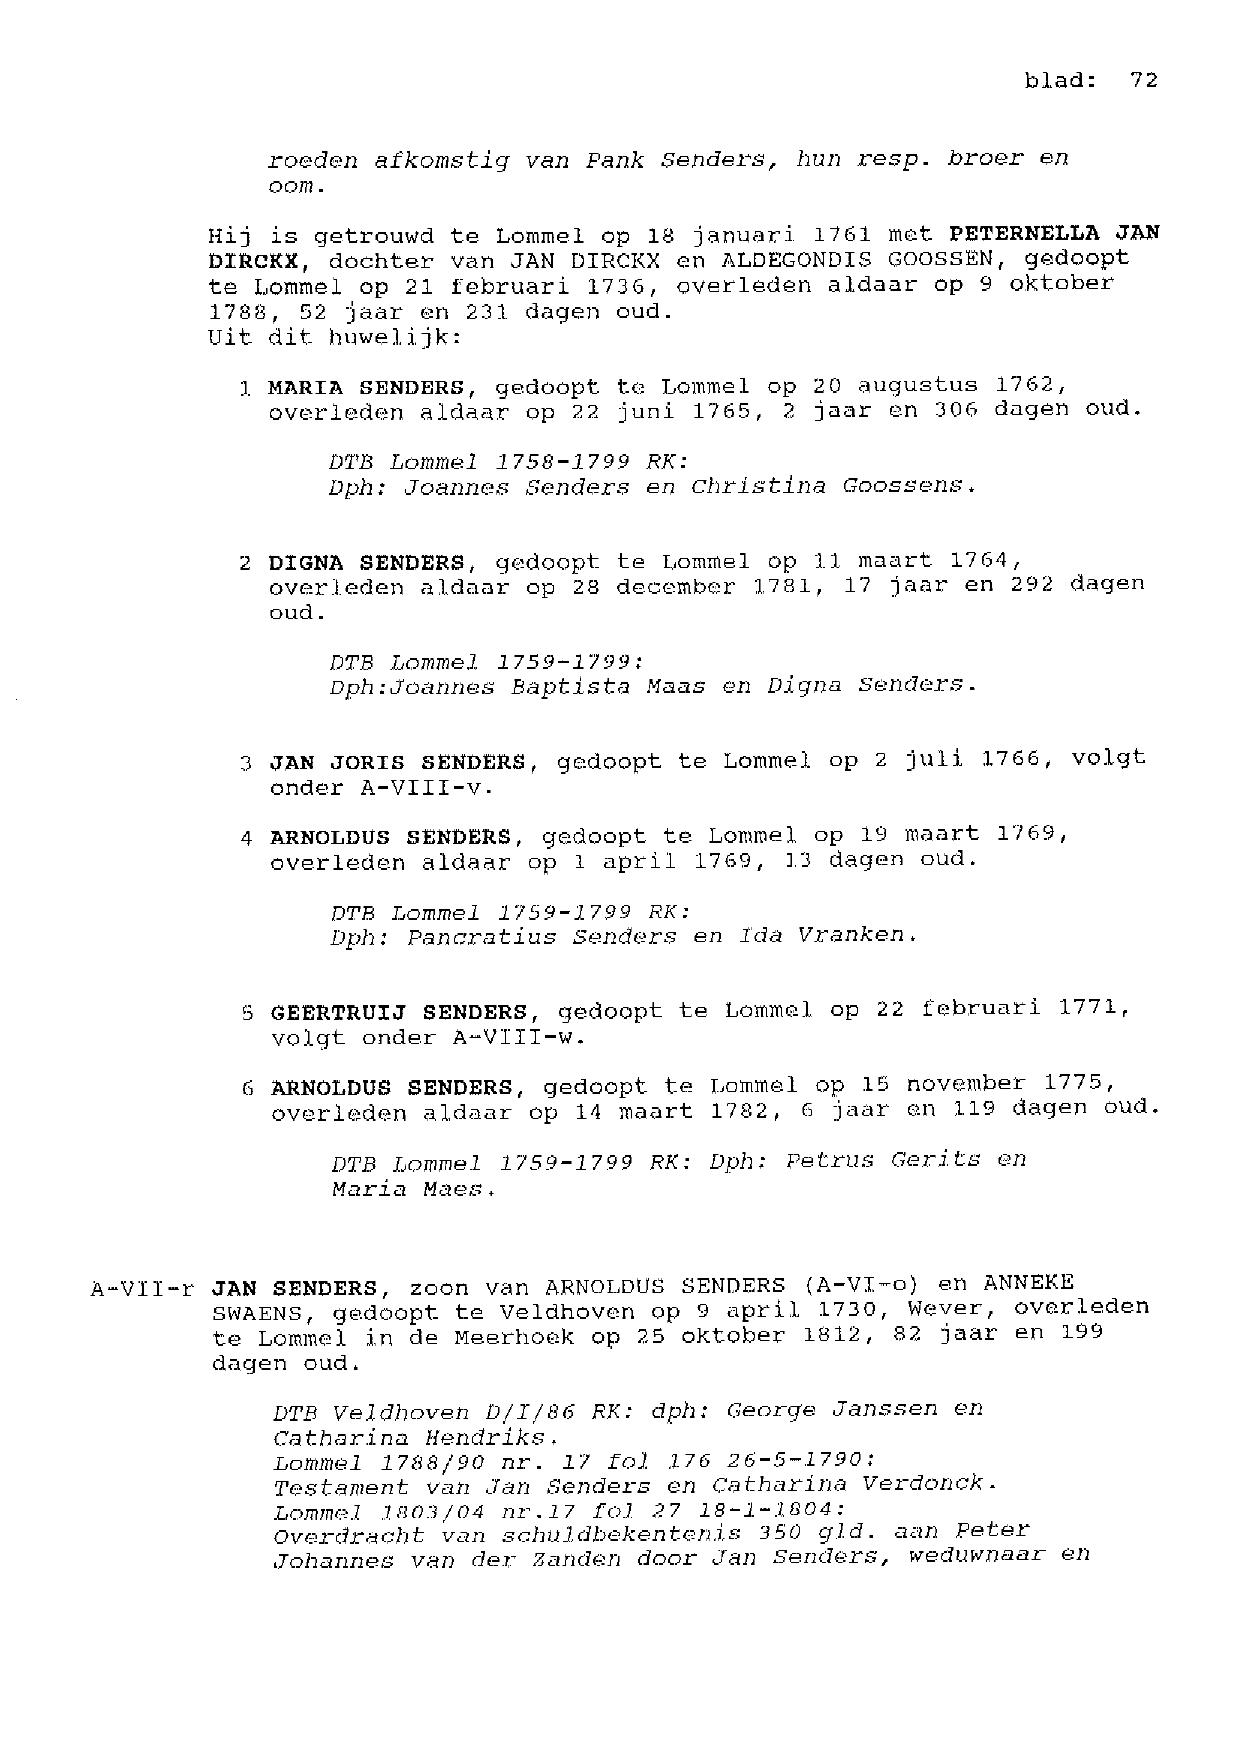 blad: 72
roeden afkomstig van Pank Senders, hun resp. broer en
oom.
Hij is getrouwd te Lommel op 18 januari 1761 met PETERNELLA JAN
DIRCKX, dochter van JAN DIRCKX en ALDEGONDIS GOOSSEN, gedoopt
te Lommel op 21 februari 1736, overleden aldaar op 9 oktober
1788, 52 jaar en 231 dagen oud.
Uit dit huwelijk:
1 MARIA SENDERS, gedoopt te Lommel op 20 augustus 1762,
overleden aldaar op 22 juni 1765, 2 jaar en 306 dagen oud.
DTB Lommel 1758-1799 RK:
Dph: Joannes Senders en Christina Goossens.
2 DIGNA SENDERS, gedoopt te Lommel op 11 maart 1764,
overleden aldaar op 28 december 1781, 17 jaar en 292 dagen
oud.
DTB Lommel 1759-1799:
Dph:Joannes Baptista Maas en Digna Senders.
3 JAN JORIS SENDERS, gedoopt te Lommel op 2 juli 1766, volgt
onder A-VIII-v.
4 ARNOLDUS SENDERS, gedoopt te Lommel op 19 maart 1769,
overleden aldaar op 1 april 1769, 13 dagen oud.
DTB Lommel 1759-1799 RK:
Dph: Pancratius Senders en Ida Vranken.
5 GEERTRUIJ SENDERS, gedoopt te Lommel op 22 februari 1771,
volgt onder A-VIII-w.
6 ARNOLDUS SENDERS, gedoopt te Lommel op 15 november 1775,
overleden aldaar op 14 maart 1782, 6 jaar en 119 dagen oud.
DTB Lommel 1759-1799 RK: Dph: Petrus Gerits en
Maria Maes.
A-VII-r JAN SENDERS, zoon van ARNOLDUS SENDERS (A-VI-o) en ANNEKE
SWAENS, gedoopt te Veldhoven op 9 april 1730, Wever, overleden
te Lommel in de Meerhoek op 25 oktober 1812, 82 jaar en 199
dagen oud.
DTB Veldhoven D/I/86 RK: dph: George Janssen en
Catharina Hendriks.
Lommel 1788/90 nr. 17 fol 176 26-5-1790:
Testament van Jan Senders en Catharina Verdonck.
Lommel 1803/04 nr.17 fol 27 18-1-1804:
Overdracht van schuldbekentenis 350 gld. aan Peter
Johannes van der Zanden door Jan Senders, weduwnaar en